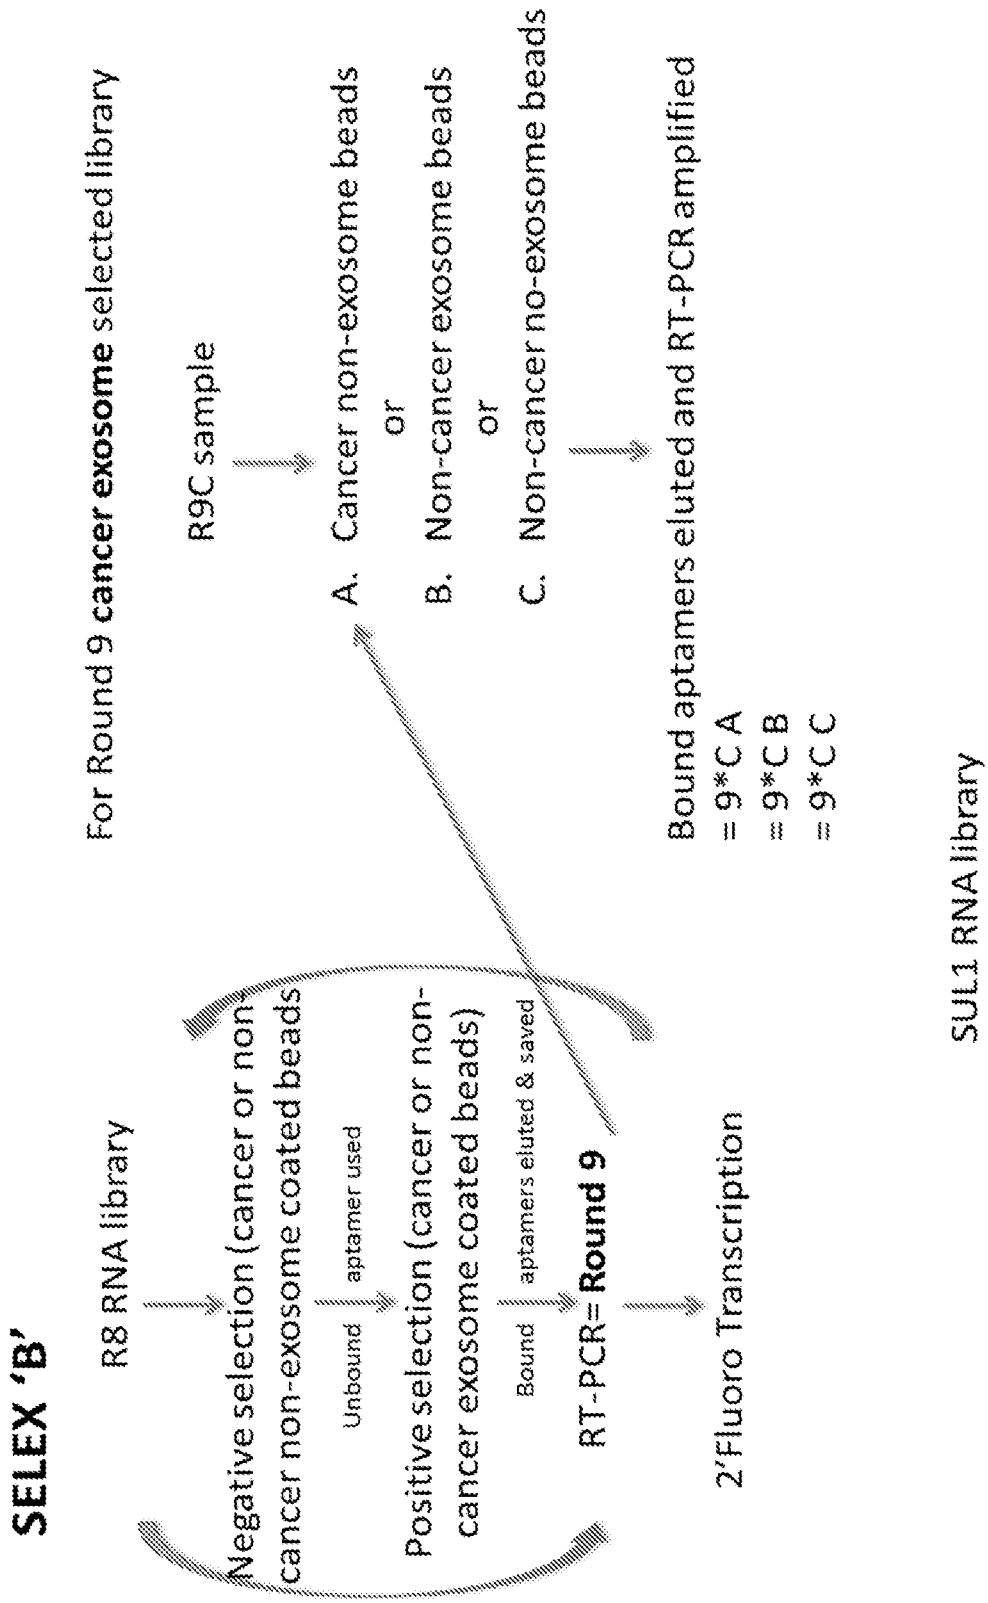 SELEX ‘B’
R8 RNA library
Negative selection (cancer or non-
cancer non-exosome coated beads
Unbound aptamer used
Positive selection (cancer or non-
cancer exosome coated beads)
Bound aptamers eluted & saved
RT-PCR= Round 9
2’Fluoro Transcription
For Round 9 cancer exosome selected library
R9C sample
A. Cancer non-exosome beads
or
B. Non-cancer exosome beads
or
C. Non-cancer no-exosome beads
Bound aptamers eluted and RT-PCR amplified
= 9*C A
= 9*C B
= 9*C C
SUL1 RNA library